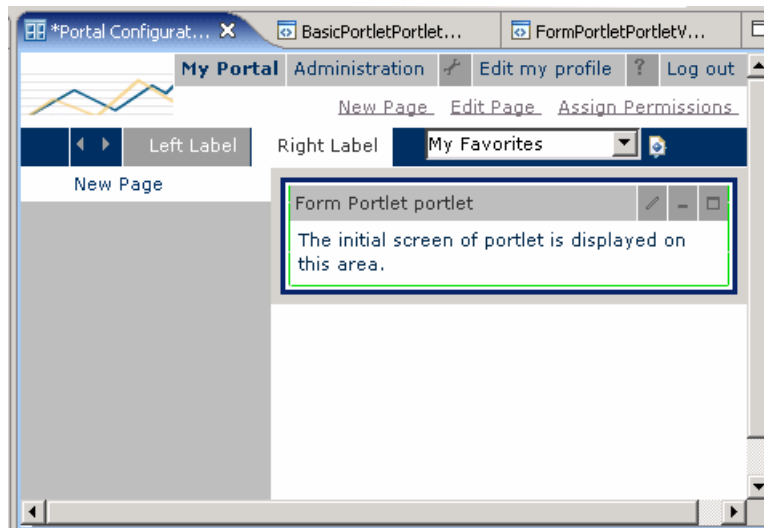 *Portal Configurat... BasicPortletPortlet... FormPortletPortletV...
My Portal Administration Edit my profile ? Log out
New Page Edit Page Assign Permissions
Left Label Right Label My Favorites
New Page
Form Portlet portlet
The initial screen of portlet is displayed on
this area.